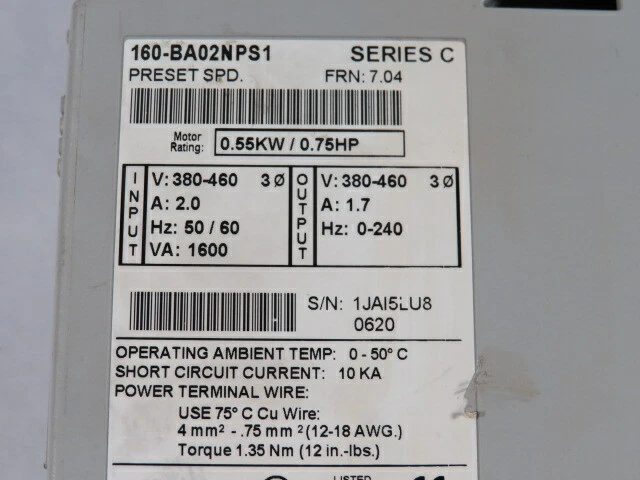 160-BA02NPS1 SERIES C
PRESET SPD. FRN: 7.04
Motor
Rating: 0.55KW / 0.75HP
INPUT
V: 380-460 3Ø
A: 2.0
Hz: 50 / 60
VA: 1600
OUTPUT
V: 380-460 3Ø
A: 1.7
Hz: 0-240
S/N: 1JAI5LU8
0620
OPERATING AMBIENT TEMP: 0 - 50° C
SHORT CIRCUIT CURRENT: 10 KA
POWER TERMINAL WIRE:
USE 75° C Cu Wire:
4 mm² - .75 mm² (12-18 AWG.)
Torque 1.35 Nm (12 in.-lbs.)
LISTED